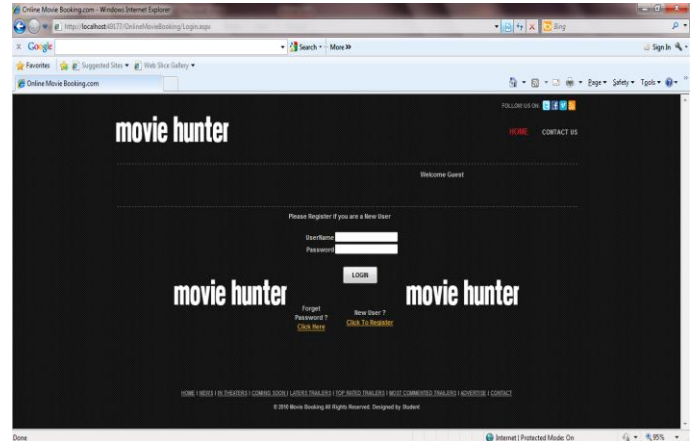 Online Movie Booking.com - Windows Internet Explorer
http://localhost:49177/OnlineMovieBooking/Login.aspx
Bing
Google
Search
More »
Sign In
Favorites
Suggested Sites
Web Slice Gallery
Online Movie Booking.com
Page
Safety
Tools
FOLLOW US ON:
movie hunter
HOME
CONTACT US
Welcome Guest
Please Register if you are a New User
UserName
Password
LOGIN
movie hunter
movie hunter
Forget
Password ?
Click Here
New User ?
Click To Register
HOME | NEWS | IN THEATERS | COMING SOON | LATERS TRAILERS | TOP RATED TRAILERS | MOST COMMENTED TRAILERS | ADVERTISE | CONTACT
© 2010 Movie Booking All Rights Reserved. Designed by Student
Done
Internet | Protected Mode: On
95%